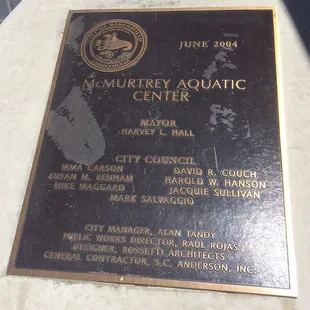 JUNE 2004
McMURTREY AQUATIC
CENTER
MAYOR
HARVEY L. HALL
CITY COUNCIL
IRMA CARSON DAVID R. COUCH
SUSAN M. BENHAM HAROLD W. HANSON
MIKE MAGGARD JACQUIE SULLIVAN
MARK SALVAGGIO
CITY MANAGER, ALAN TANDY
PUBLIC WORKS DIRECTOR, RAUL ROJAS
DESIGNER, ROSSETTI ARCHITECTS
GENERAL CONTRACTOR, S.C. ANDERSON, INC.